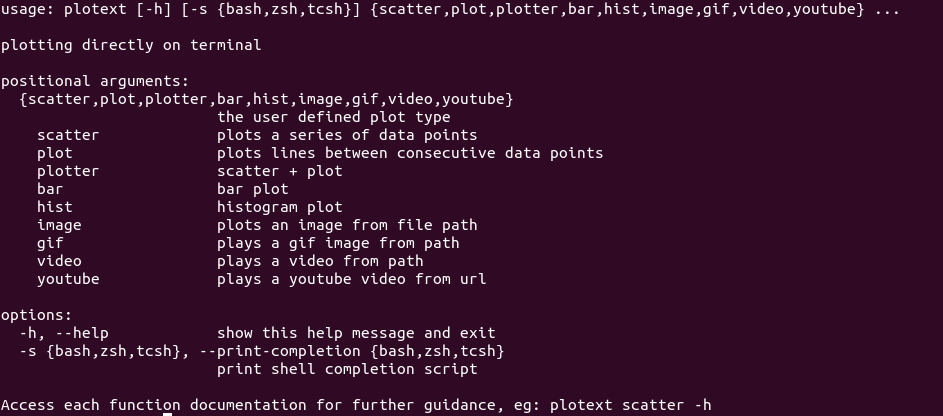 usage: plotext [-h] [-s {bash,zsh,tcsh}] {scatter,plot,plotter,bar,hist,image,gif,video,youtube} ...
plotting directly on terminal
positional arguments:
{scatter,plot,plotter,bar,hist,image,gif,video,youtube}
the user defined plot type
scatter plots a series of data points
plot plots lines between consecutive data points
plotter scatter + plot
bar bar plot
hist histogram plot
image plots an image from file path
gif plays a gif image from path
video plays a video from path
youtube plays a youtube video from url
options:
-h, --help show this help message and exit
-s {bash,zsh,tcsh}, --print-completion {bash,zsh,tcsh}
print shell completion script
Access each function documentation for further guidance, eg: plotext scatter -h